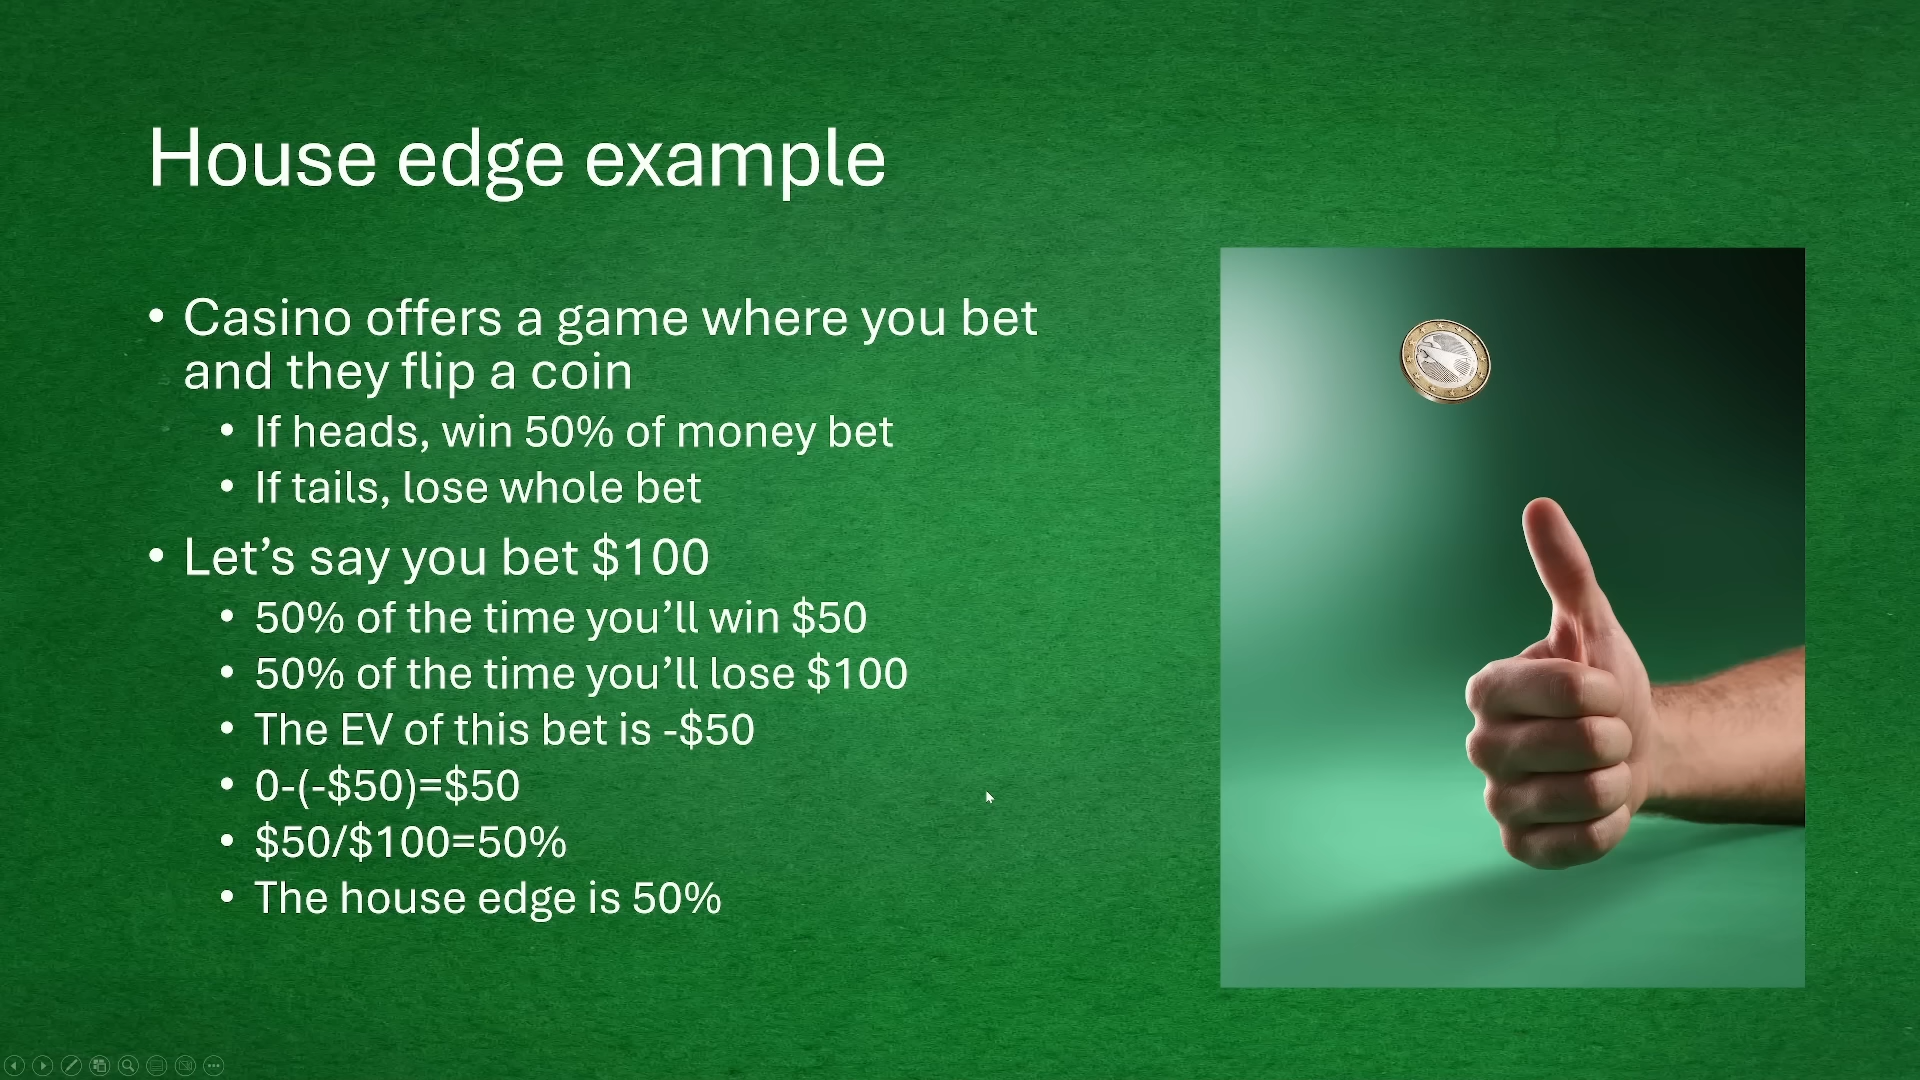 House edge example
• Casino offers a game where you bet
and they flip a coin
• If heads, win 50% of money bet
• If tails, lose whole bet
• Let’s say you bet $100
• 50% of the time you’ll win $50
• 50% of the time you’ll lose $100
• The EV of this bet is -$50
• 0-(-$50)=$50
• $50/$100=50%
• The house edge is 50%